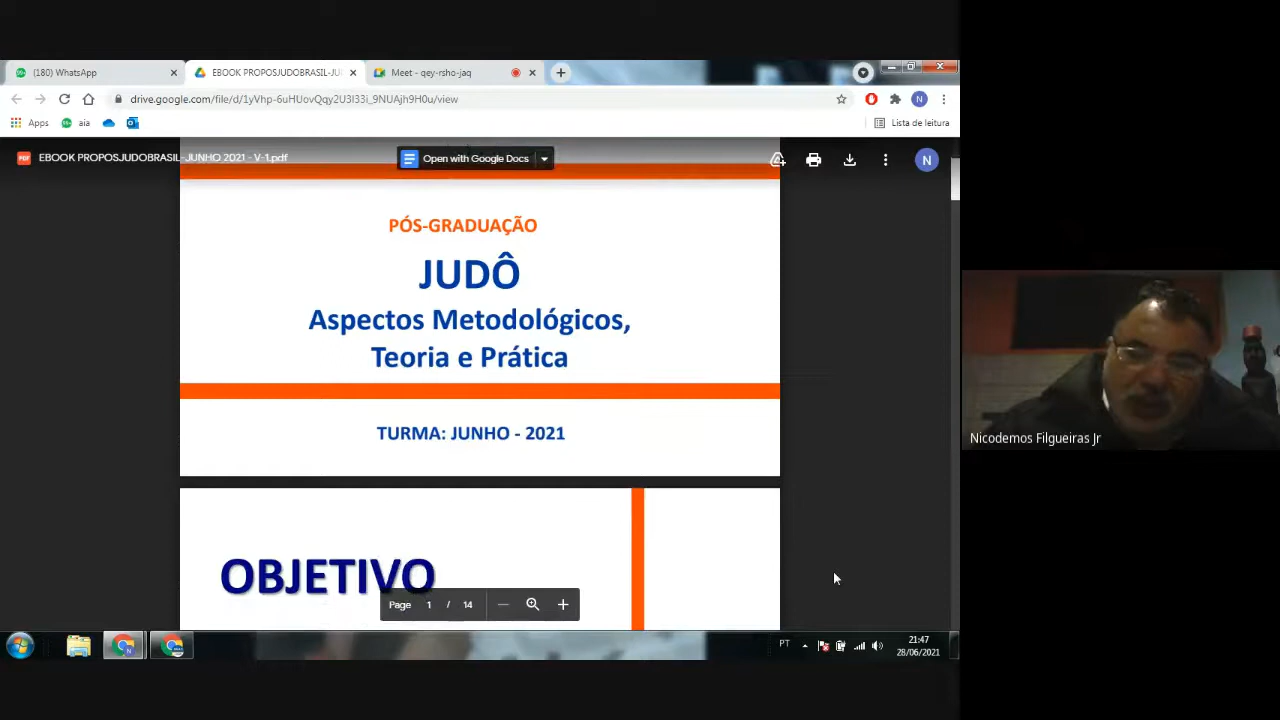 (180) WhatsApp
EBOOK PROPOSJUDOBRASIL-JU
Meet - qey-rsho-jaq
drive.google.com/file/d/1yVhp-6uHUovQqy2U3I33i_9NUAjh9H0u/view
Apps
aia
Lista de leitura
EBOOK PROPOSJUDOBRASIL-JUNHO 2021 - V-1.pdf
Open with Google Docs
N
PÓS-GRADUAÇÃO
JUDÔ
Aspectos Metodológicos,
Teoria e Prática
TURMA: JUNHO - 2021
Nicodemos Filgueiras Jr
OBJETIVO
Page 1 / 14
PT
21:47
28/06/2021